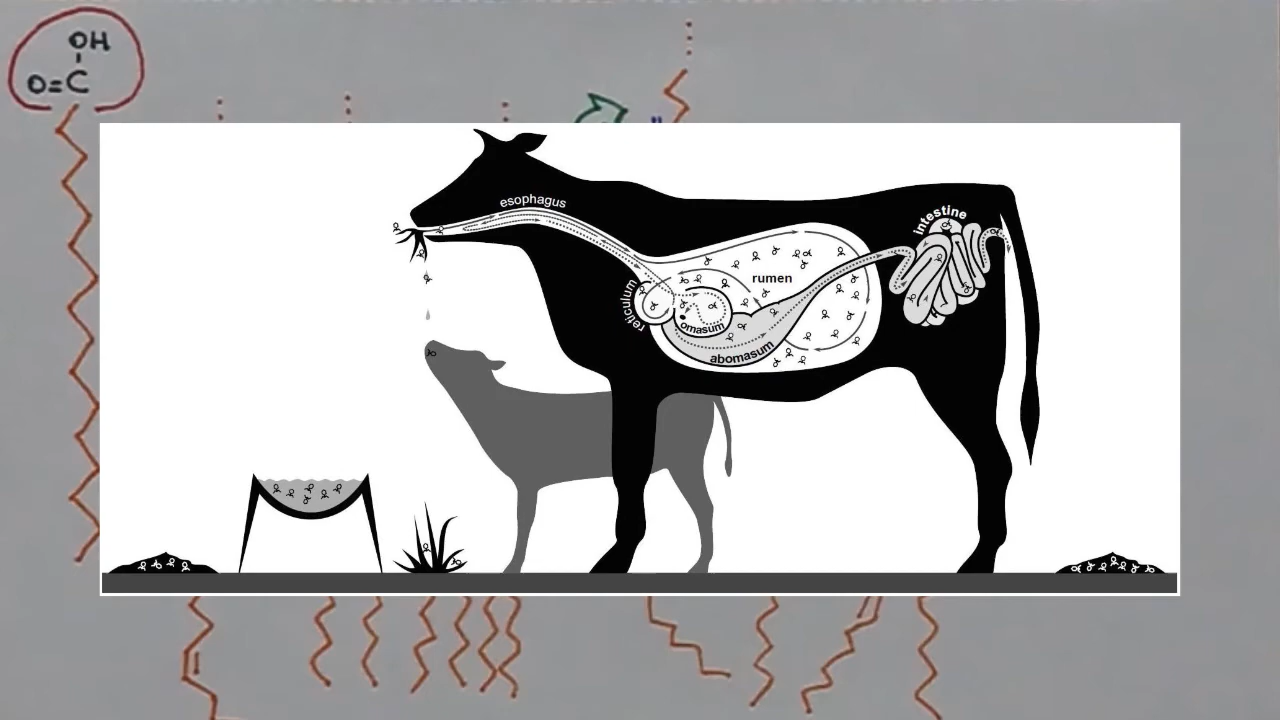 OH
O=C
esophagus
intestine
rumen
reticulum
omasum
abomasum